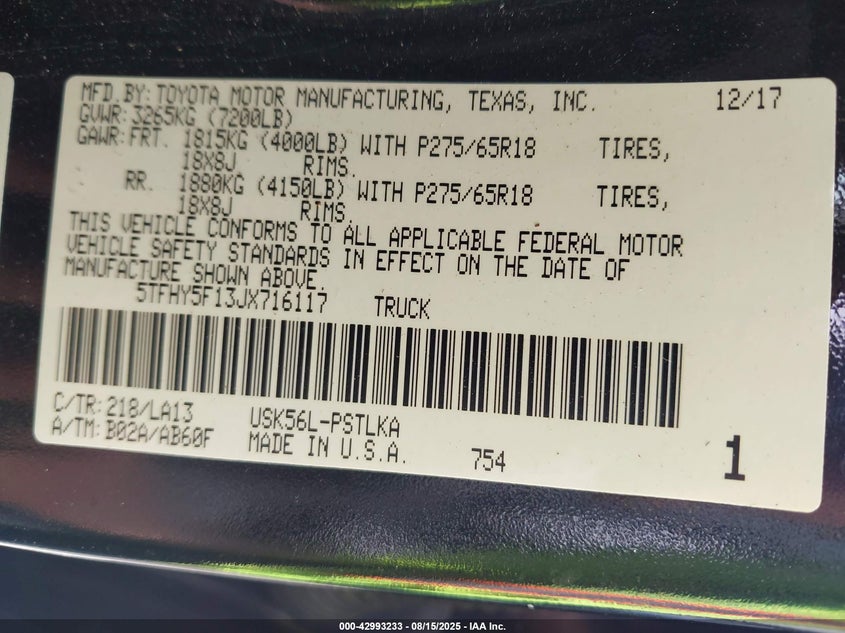 MFD.BY:TOYOTA MOTOR MANUFACTURING, TEXAS, INC. 12/17
GVWR:3265KG (7200LB)
GAWR:FRT. 1815KG (4000LB) WITH P275/65R18 TIRES,
18X8J RIMS.
RR. 1880KG (4150LB) WITH P275/65R18 TIRES,
18X8J RIMS.
THIS VEHICLE CONFORMS TO ALL APPLICABLE FEDERAL MOTOR
VEHICLE SAFETY STANDARDS IN EFFECT ON THE DATE OF
MANUFACTURE SHOWN ABOVE.
5TFHY5F13JX716117 TRUCK
C/TR:218/LA13 USK56L-PSTLKA
A/TM:B02A/AB60F MADE IN U.S.A. 754 1
000-42993233 - 08/15/2025 - IAA Inc.